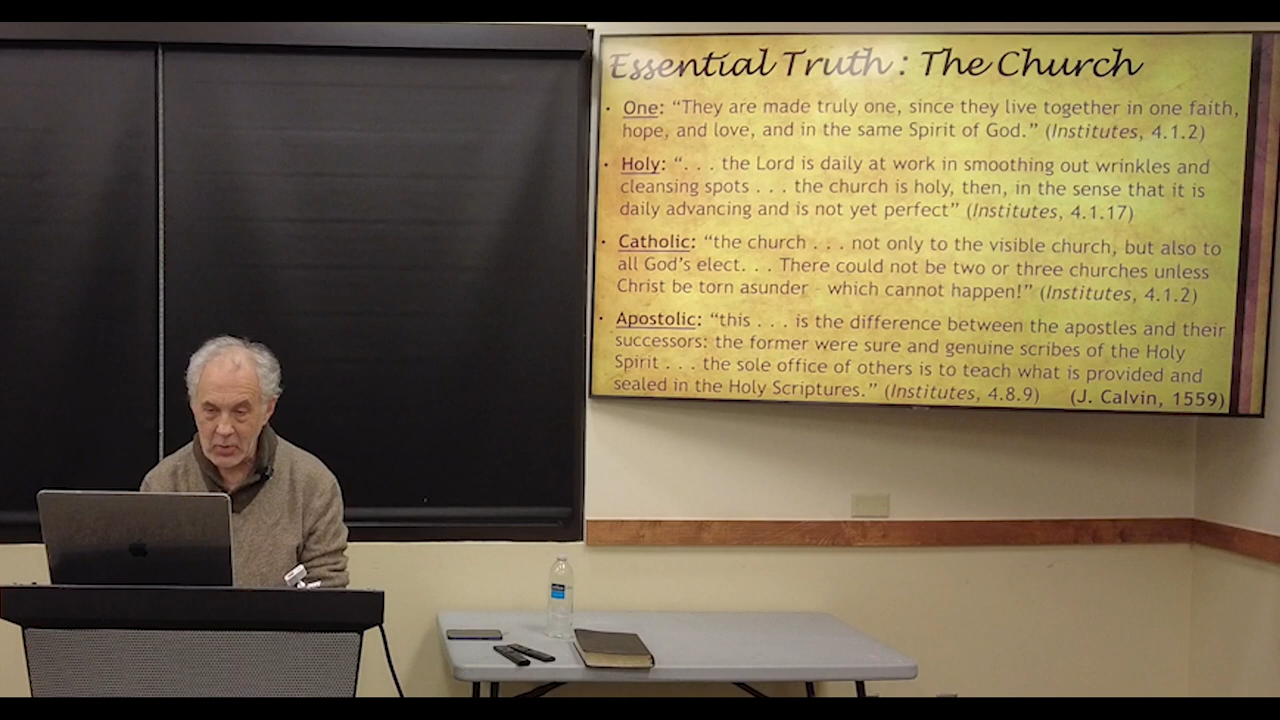 Essential Truth : The Church
· One: “They are made truly one, since they live together in one faith,
hope, and love, and in the same Spirit of God.” (Institutes, 4.1.2)
· Holy: “. . . the Lord is daily at work in smoothing out wrinkles and
cleansing spots . . . the church is holy, then, in the sense that it is
daily advancing and is not yet perfect” (Institutes, 4.1.17)
· Catholic: “the church . . . not only to the visible church, but also to
all God’s elect. . . There could not be two or three churches unless
Christ be torn asunder – which cannot happen!” (Institutes, 4.1.2)
· Apostolic: “this . . . is the difference between the apostles and their
successors: the former were sure and genuine scribes of the Holy
Spirit . . . the sole office of others is to teach what is provided and
sealed in the Holy Scriptures.” (Institutes, 4.8.9) (J. Calvin, 1559)